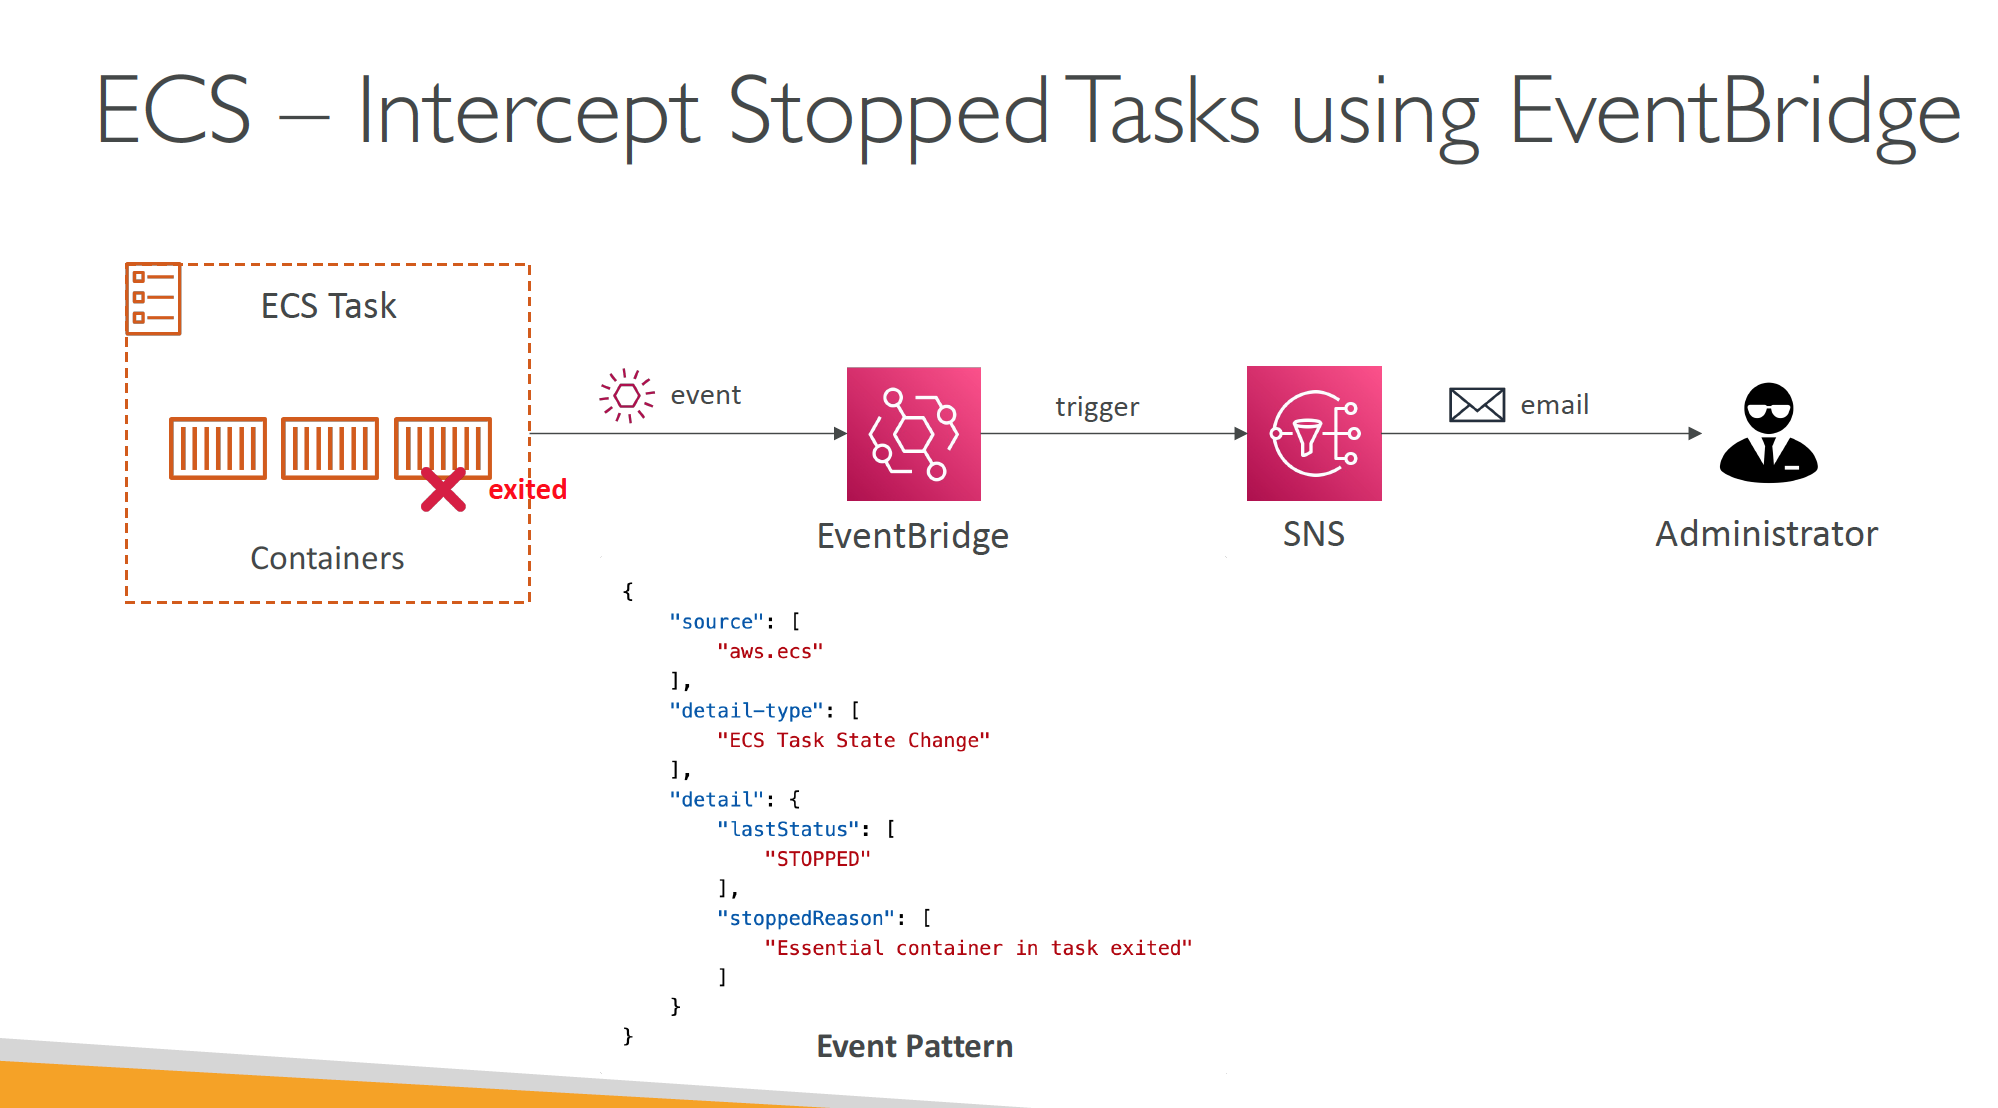 ECS – Intercept Stopped Tasks using EventBridge
ECS Task
exited
Containers
event
EventBridge
trigger
SNS
email
Administrator
{
    "source": [
        "aws.ecs"
    ],
    "detail-type": [
        "ECS Task State Change"
    ],
    "detail": {
        "lastStatus": [
            "STOPPED"
        ],
        "stoppedReason": [
            "Essential container in task exited"
        ]
    }
}
Event Pattern